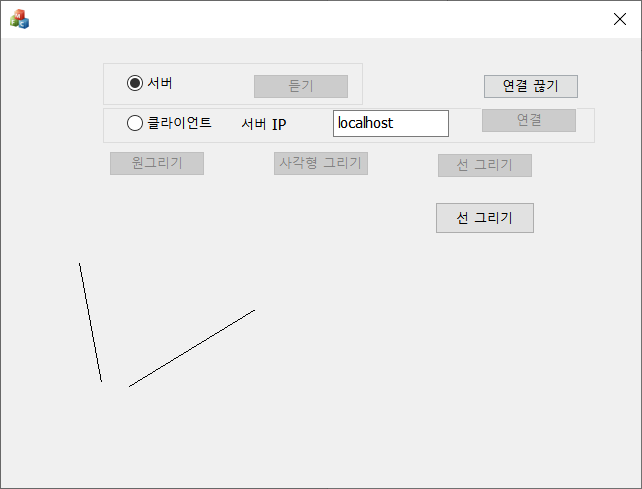 서버
듣기
연결 끊기
클라이언트
서버 IP
localhost
연결
원그리기
사각형 그리기
선 그리기
선 그리기